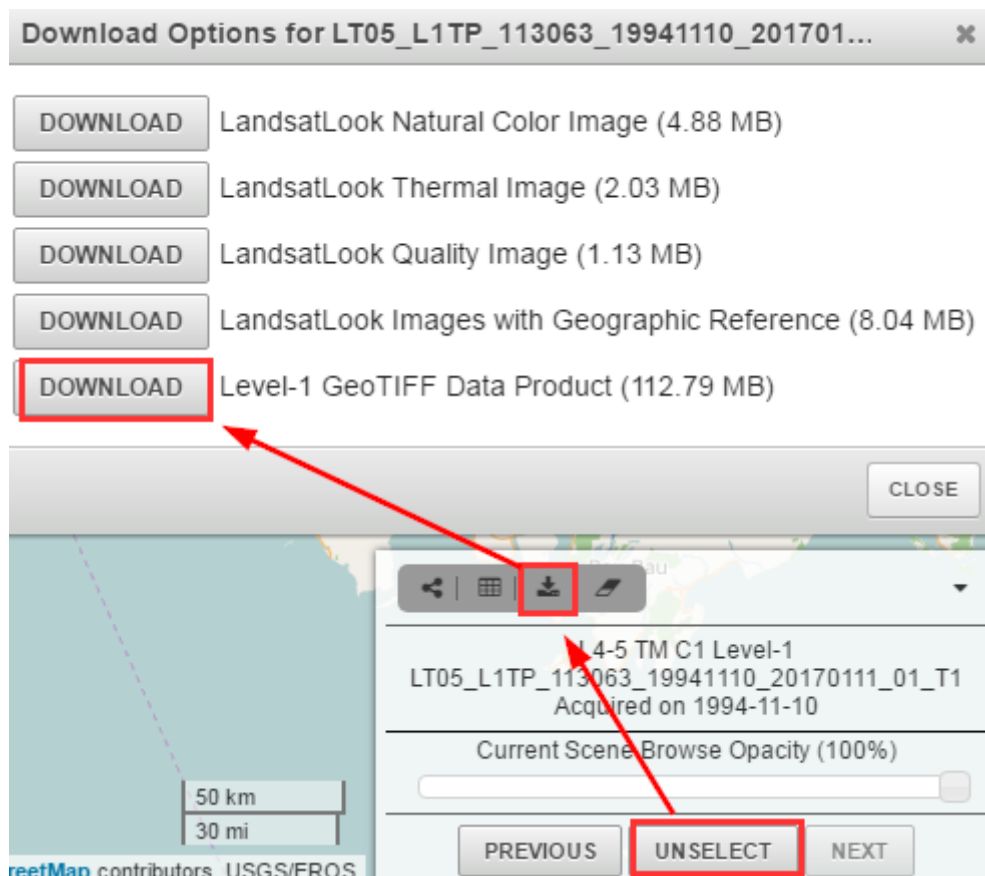 Download Options for LT05_L1TP_113063_19941110_201701...
DOWNLOAD LandsatLook Natural Color Image (4.88 MB)
DOWNLOAD LandsatLook Thermal Image (2.03 MB)
DOWNLOAD LandsatLook Quality Image (1.13 MB)
DOWNLOAD LandsatLook Images with Geographic Reference (8.04 MB)
DOWNLOAD Level-1 GeoTIFF Data Product (112.79 MB)
CLOSE
Bau
L4-5 TM C1 Level-1
LT05_L1TP_113063_19941110_20170111_01_T1
Acquired on 1994-11-10
Current Scene Browse Opacity (100%)
50 km
30 mi
PREVIOUS UNSELECT NEXT
reetMap contributors, USGS/EROS